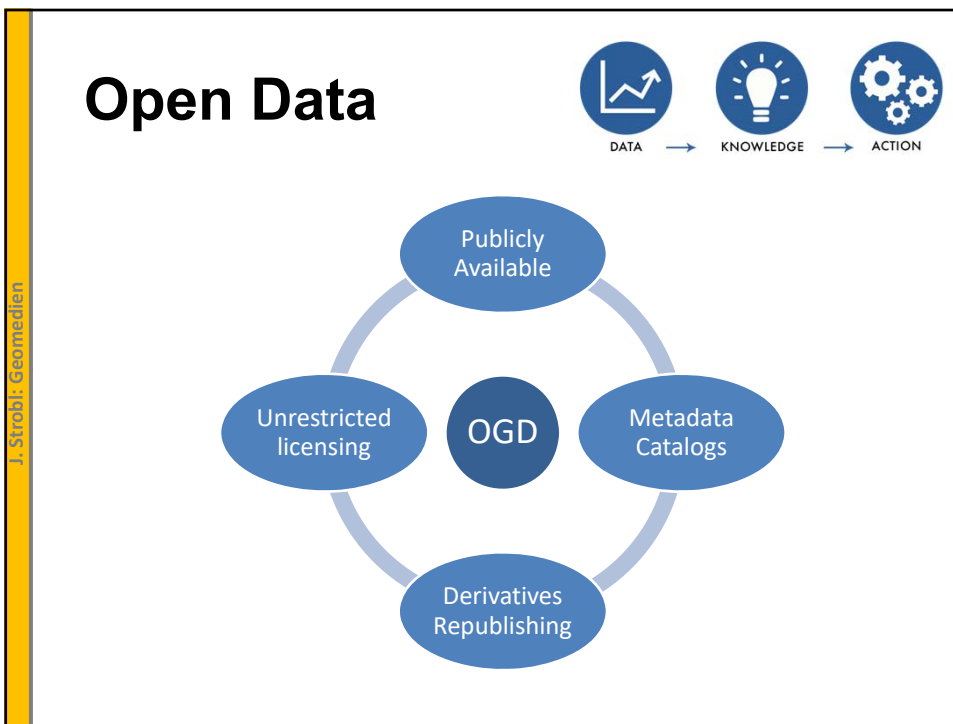 Open Data
DATA → KNOWLEDGE → ACTION
Publicly
Available
Unrestricted
licensing
OGD
Metadata
Catalogs
Derivatives
Republishing
J. Strobl: Geomedien